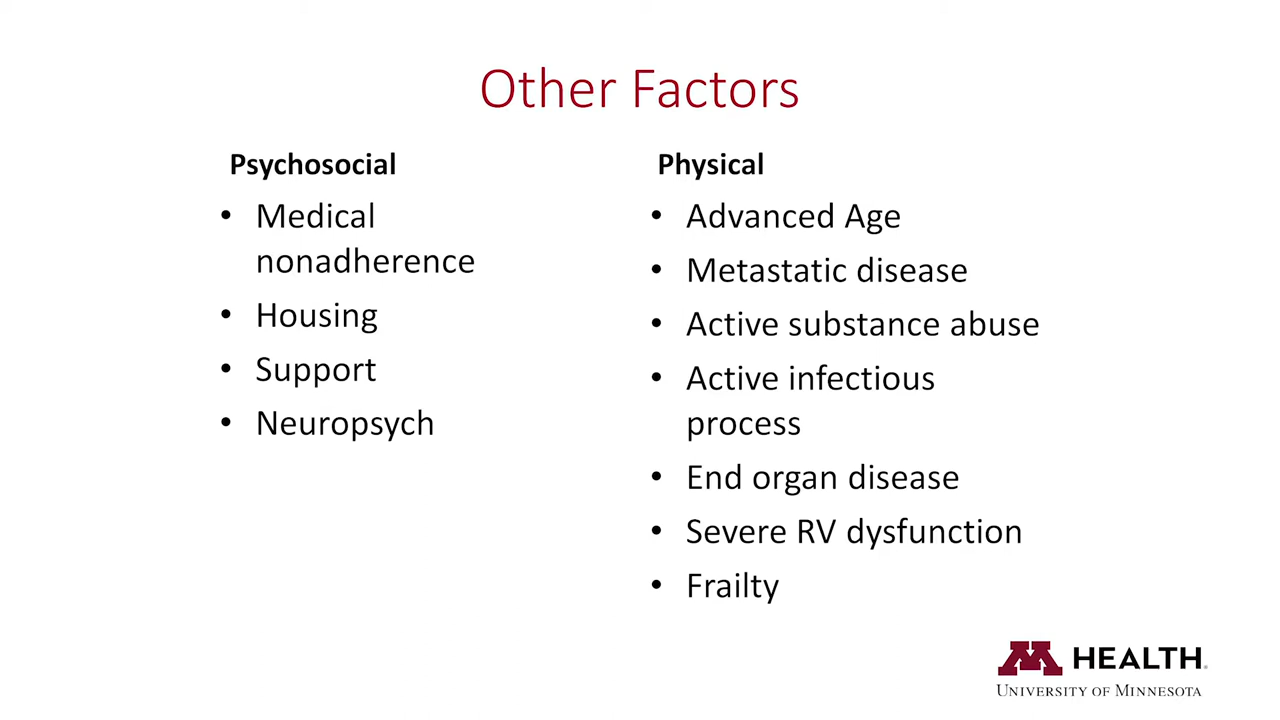 Other Factors
Psychosocial
• Medical
nonadherence
• Housing
• Support
• Neuropsych
Physical
• Advanced Age
• Metastatic disease
• Active substance abuse
• Active infectious
process
• End organ disease
• Severe RV dysfunction
• Frailty
M HEALTH
UNIVERSITY OF MINNESOTA